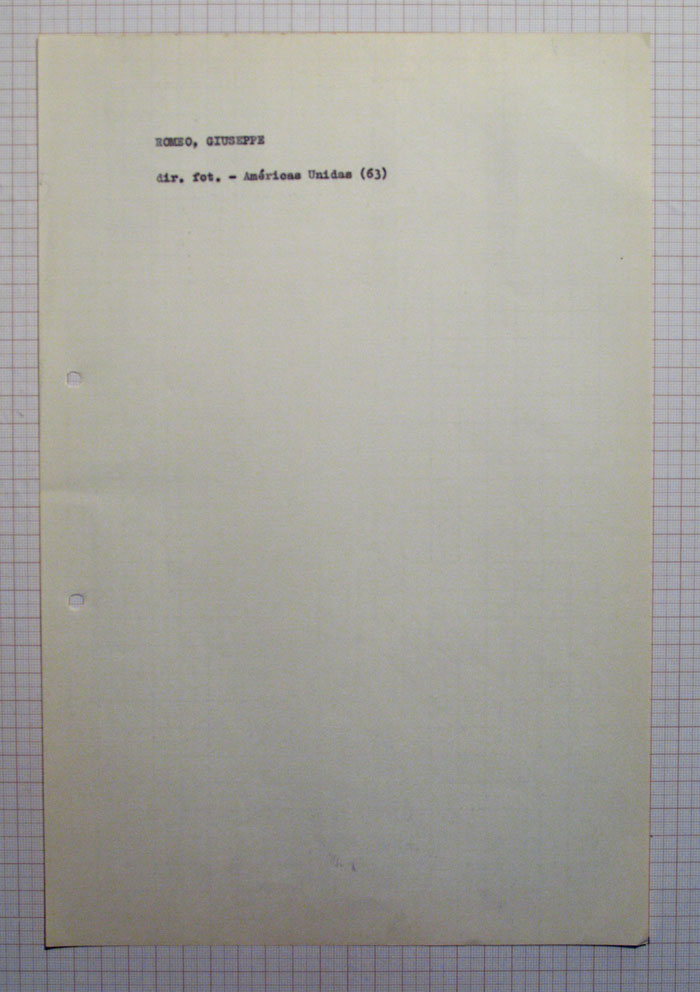 ROMEO, GIUSEPPE
dir. fot. - Américas Unidas (63)